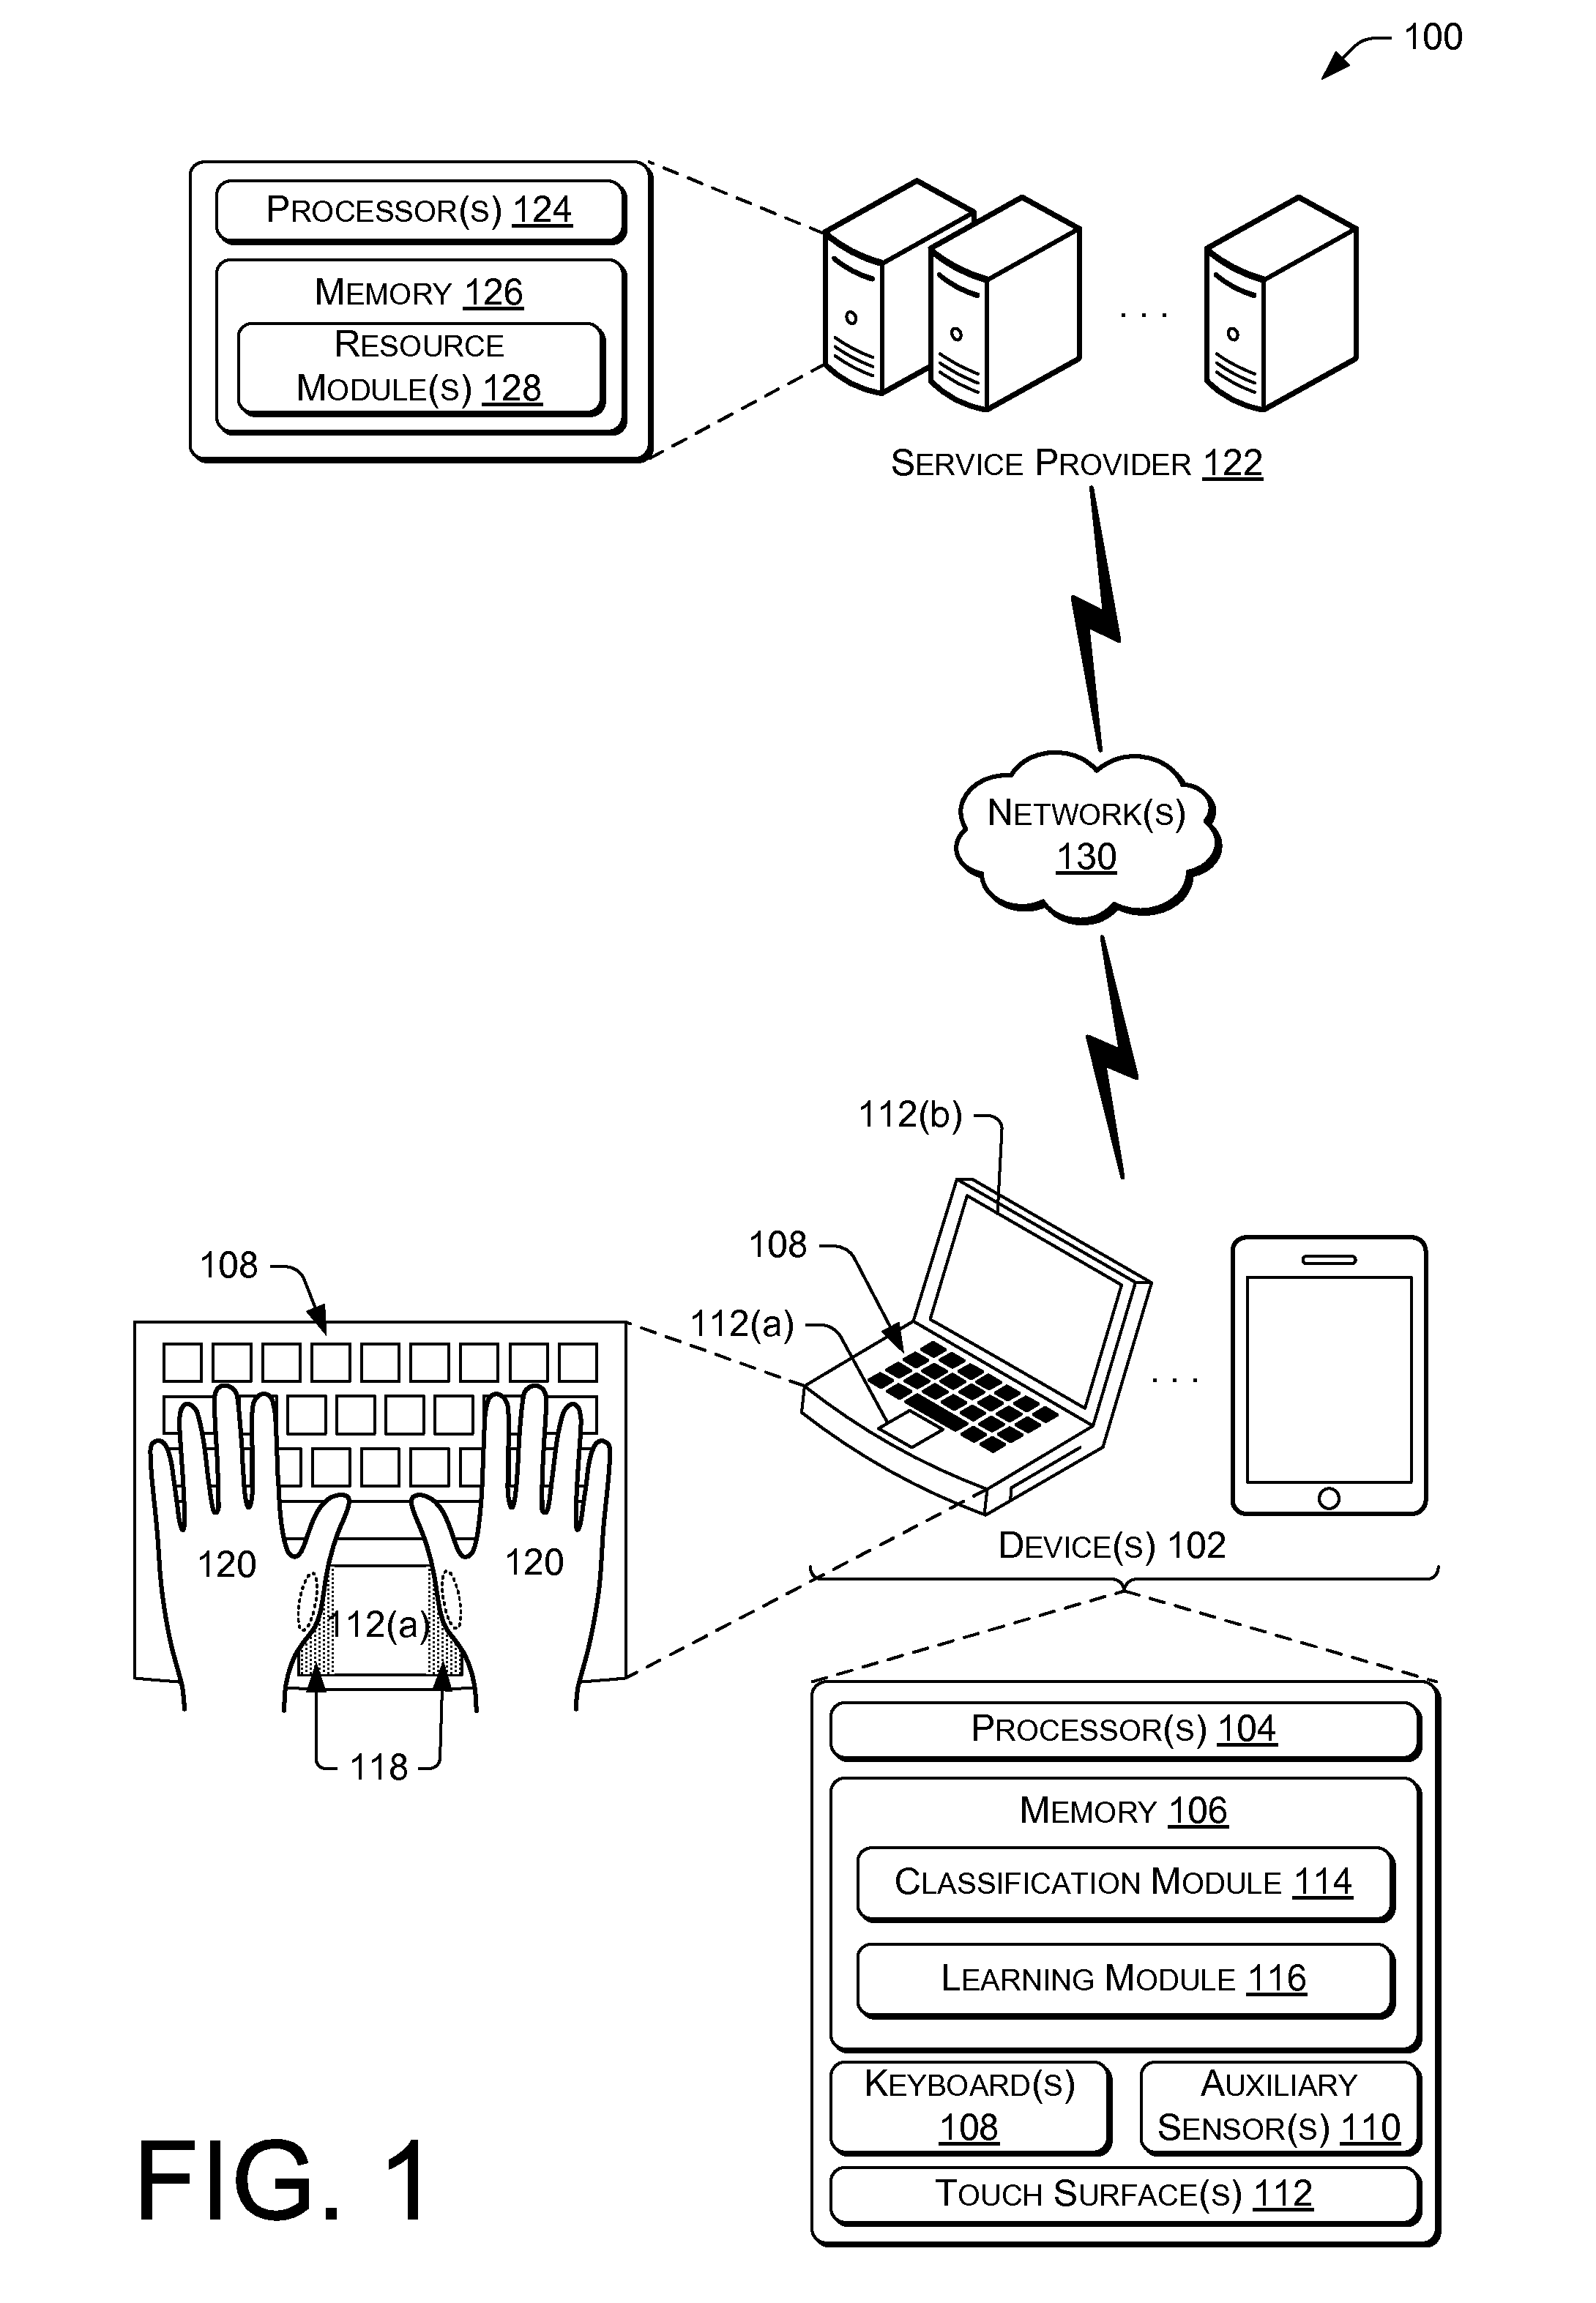 100
PROCESSOR(S) 124
MEMORY 126
RESOURCE
MODULE(S) 128
. . .
SERVICE PROVIDER 122
NETWORK(S)
130
112(b)
108
108
112(a)
. . .
120
120
112(a)
118
DEVICE(S) 102
PROCESSOR(S) 104
MEMORY 106
CLASSIFICATION MODULE 114
LEARNING MODULE 116
KEYBOARD(S)
108
AUXILIARY
SENSOR(S) 110
TOUCH SURFACE(S) 112
FIG. 1